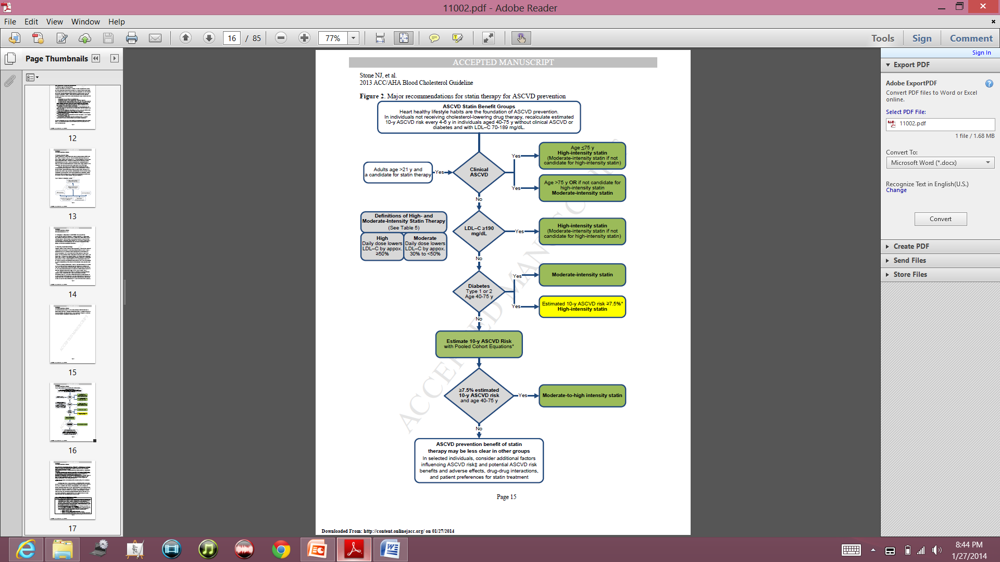 11002.pdf - Adobe Reader
File Edit View Window Help
16 / 85
77%
Tools Sign Comment
Page Thumbnails
12
13
14
15
16
17
ACCEPTED MANUSCRIPT
Stone NJ, et al.
2013 ACC/AHA Blood Cholesterol Guideline
Figure 2. Major recommendations for statin therapy for ASCVD prevention
ASCVD Statin Benefit Groups
Heart healthy lifestyle habits are the foundation of ASCVD prevention.
In individuals not receiving cholesterol-lowering drug therapy, recalculate estimated
10-y ASCVD risk every 4-6 y in individuals aged 40-75 y without clinical ASCVD or
diabetes and with LDL–C 70-189 mg/dL.
Adults age >21 y and
a candidate for statin therapy
Yes
Clinical
ASCVD
Yes
Age ≤75 y
High-intensity statin
(Moderate-intensity statin if not
candidate for high-intensity statin)
Yes
Age >75 y OR if not candidate for
high-intensity statin
Moderate-intensity statin
No
Definitions of High- and
Moderate-Intensity Statin Therapy
(See Table 5)
High
Daily dose lowers
LDL–C by appox.
≥50%
Moderate
Daily dose lowers
LDL–C by appox.
30% to <50%
LDL–C ≥190
mg/dL
Yes
High-intensity statin
(Moderate-intensity statin if not
candidate for high-intensity statin)
No
Diabetes
Type 1 or 2
Age 40-75 y
Yes
Moderate-intensity statin
Yes
Estimated 10-y ASCVD risk ≥7.5%*
High-intensity statin
No
Estimate 10-y ASCVD Risk
with Pooled Cohort Equations*
≥7.5% estimated
10-y ASCVD risk
and age 40-75 y
Yes
Moderate-to-high intensity statin
No
ASCVD prevention benefit of statin
therapy may be less clear in other groups
In selected individuals, consider additional factors
influencing ASCVD risk‡ and potential ASCVD risk
benefits and adverse effects, drug-drug interactions,
and patient preferences for statin treatment
Page 15
Downloaded From: http://content.onlinejacc.org/ on 01/27/2014
Sign In
Export PDF
Adobe ExportPDF
Convert PDF files to Word or Excel
online.
Select PDF File:
11002.pdf
1 file / 1.68 MB
Convert To:
Microsoft Word (*.docx)
Recognize Text in English(U.S.)
Change
Convert
Create PDF
Send Files
Store Files
8:44 PM
1/27/2014